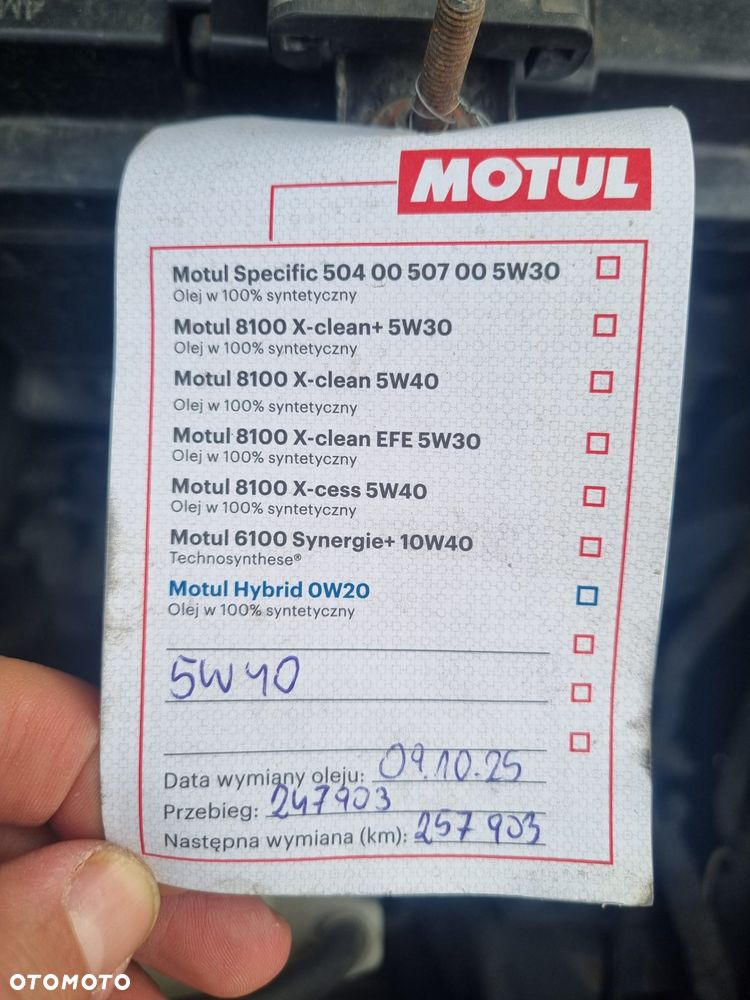 MOTUL
Motul Specific 504 00 507 00 5W30
Olej w 100% syntetyczny
Motul 8100 X-clean+ 5W30
Olej w 100% syntetyczny
Motul 8100 X-clean 5W40
Olej w 100% syntetyczny
Motul 8100 X-clean EFE 5W30
Olej w 100% syntetyczny
Motul 8100 X-cess 5W40
Olej w 100% syntetyczny
Motul 6100 Synergie+ 10W40
Technosynthese®
Motul Hybrid 0W20
Olej w 100% syntetyczny
5W40
Data wymiany oleju: 09.10.25
Przebieg: 247903
Następna wymiana (km): 257903
OTOMOTO